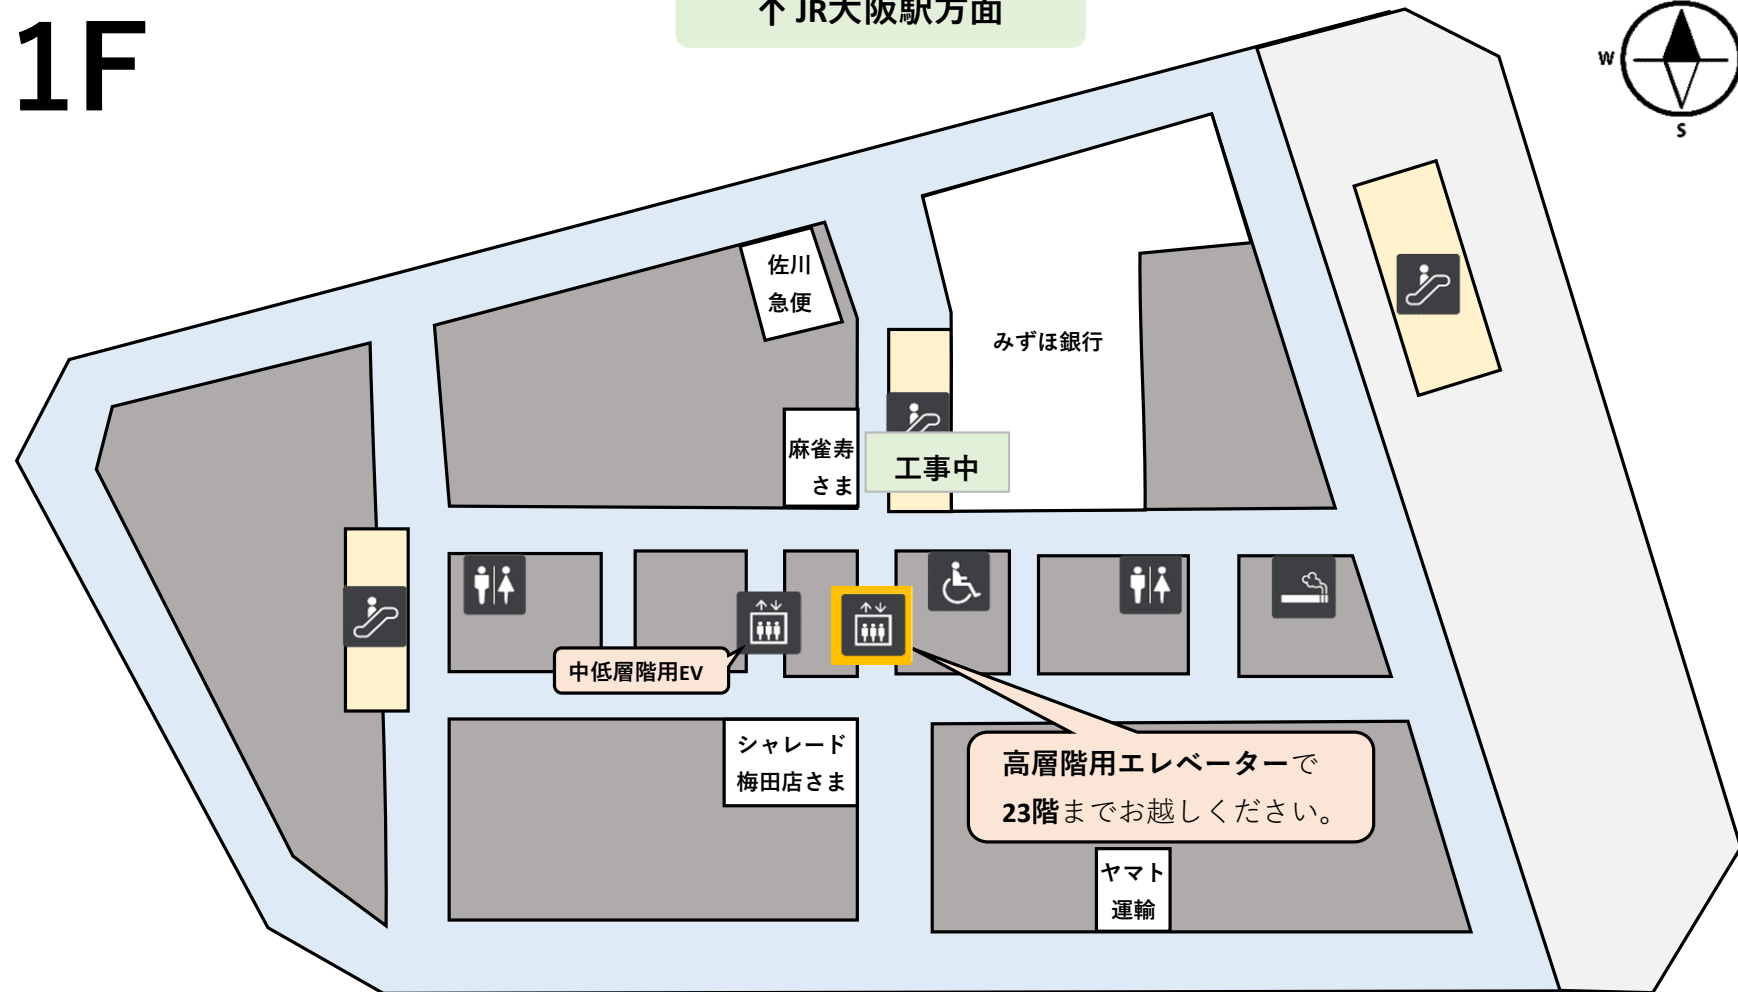 1F
↑ JR大阪駅方面
W
S
佐川
急便
みずほ銀行
麻雀寿
さま
工事中
中低層階用EV
シャレード
梅田店さま
高層階用エレベーターで
23階までお越しください。
ヤマト
運輸